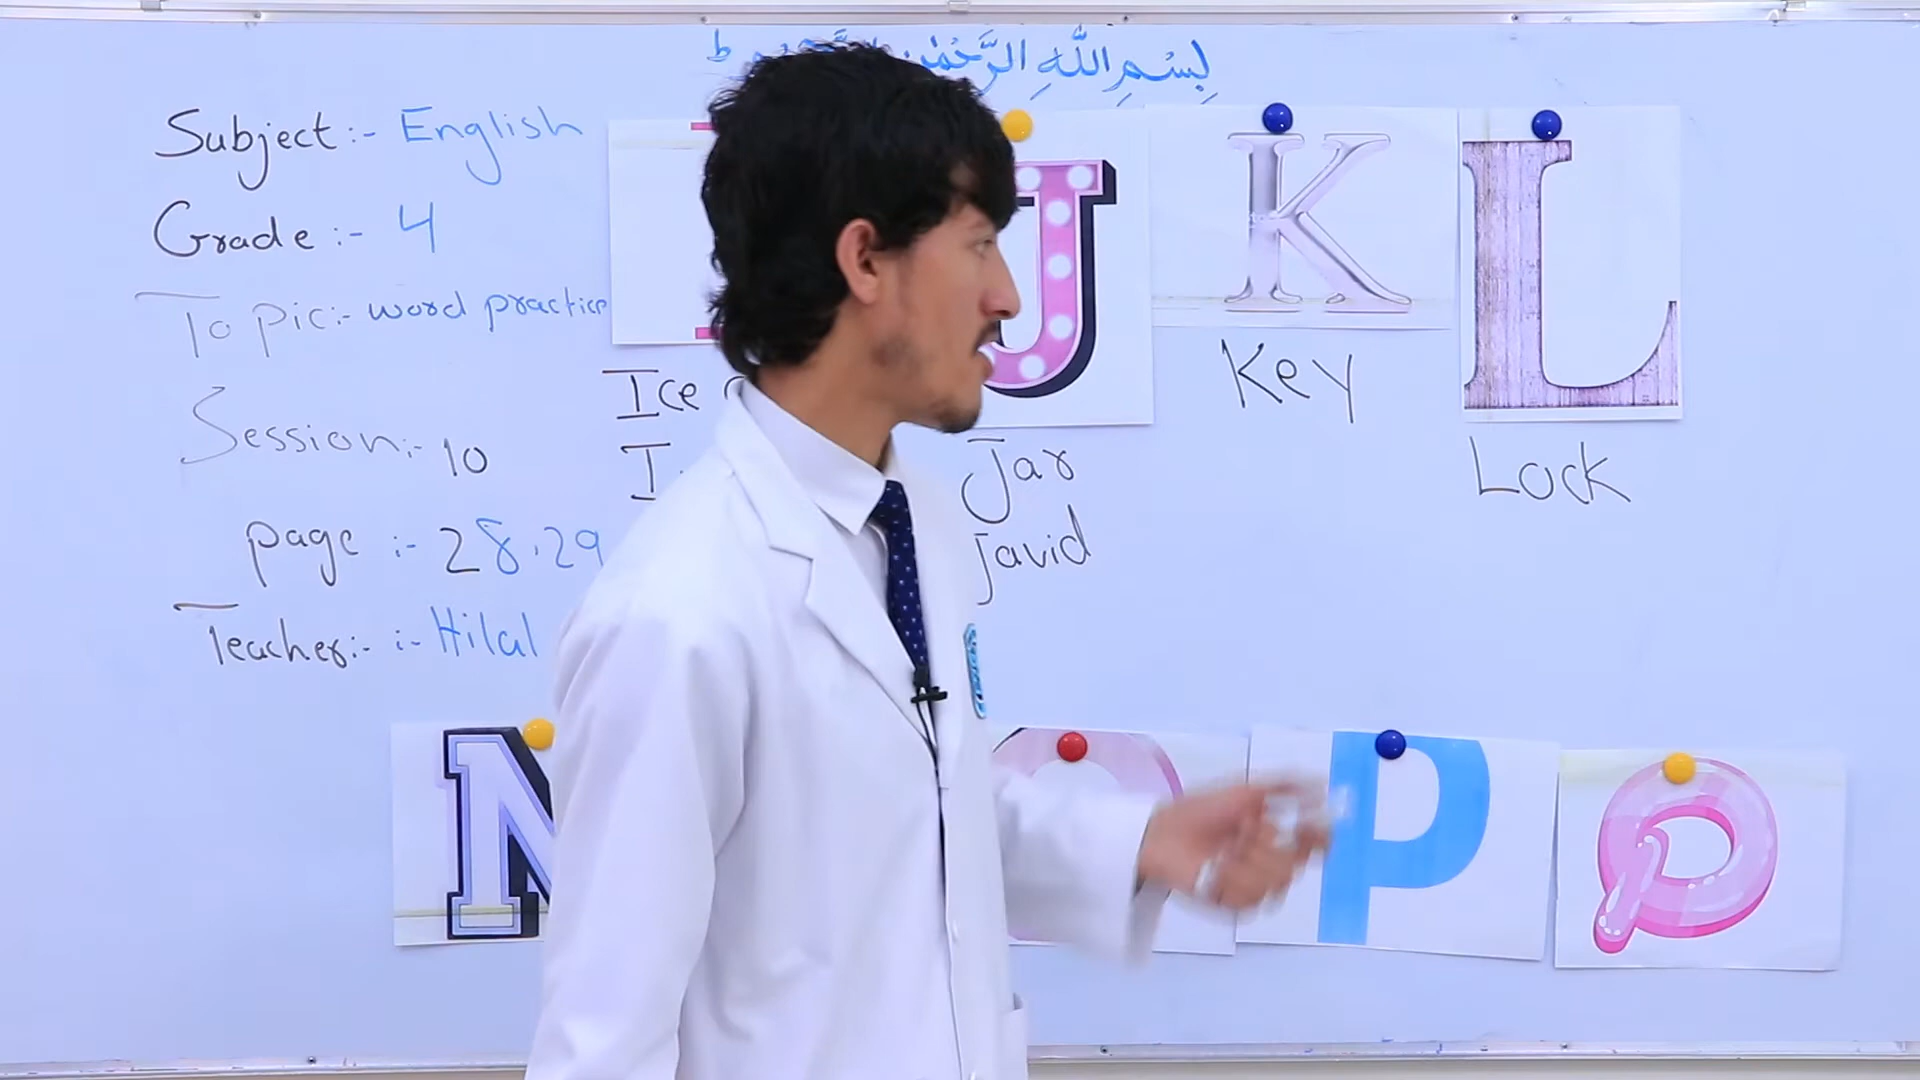 بِسْمِ اللّٰهِ الرَّحْمٰنِ
Subject:- English
Grade:- 4
Topic:- word practice
Session:- 10
page:- 28.29
Teacher:- :- Hilal
J K L
Ice
I
Jar
Javid
Key
Lock
N P Q